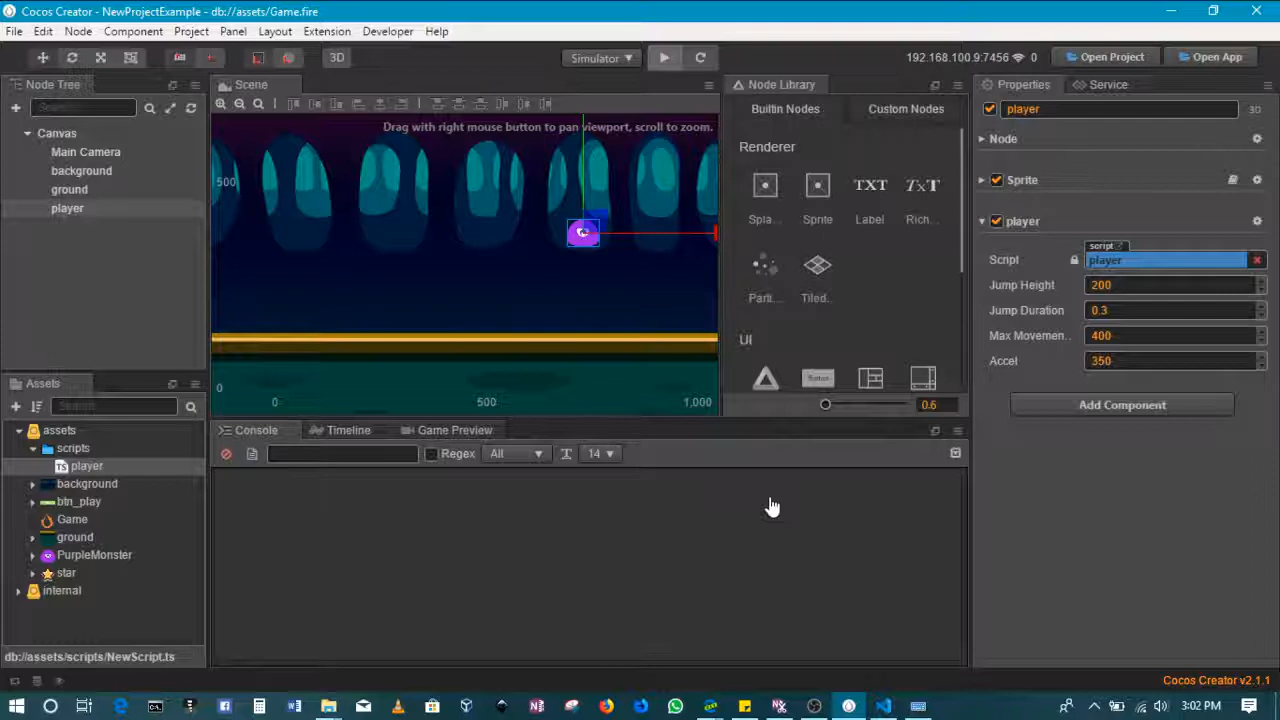 Cocos Creator - NewProjectExample - db://assets/Game.fire
File Edit Node Component Project Panel Layout Extension Developer Help
3D
Simulator
192.168.100.9:7456 0
Open Project
Open App
Node Tree
Canvas
Main Camera
background
ground
player
Scene
Drag with right mouse button to pan viewport, scroll to zoom.
500
0
0
500
1,000
Node Library
Builtin Nodes
Custom Nodes
Renderer
TXT
TxT
Spla...
Sprite
Label
Rich...
Parti...
Tiled...
UI
Button
0.6
Properties
Service
player
3D
Node
Sprite
player
script
Script
player
Jump Height
200
Jump Duration
0.3
Max Movemen..
400
Accel
350
Add Component
Assets
assets
scripts
TS player
background
btn_play
Game
ground
PurpleMonster
star
internal
db://assets/scripts/NewScript.ts
Console
Timeline
Game Preview
Regex
All
14
Cocos Creator v2.1.1
3:02 PM